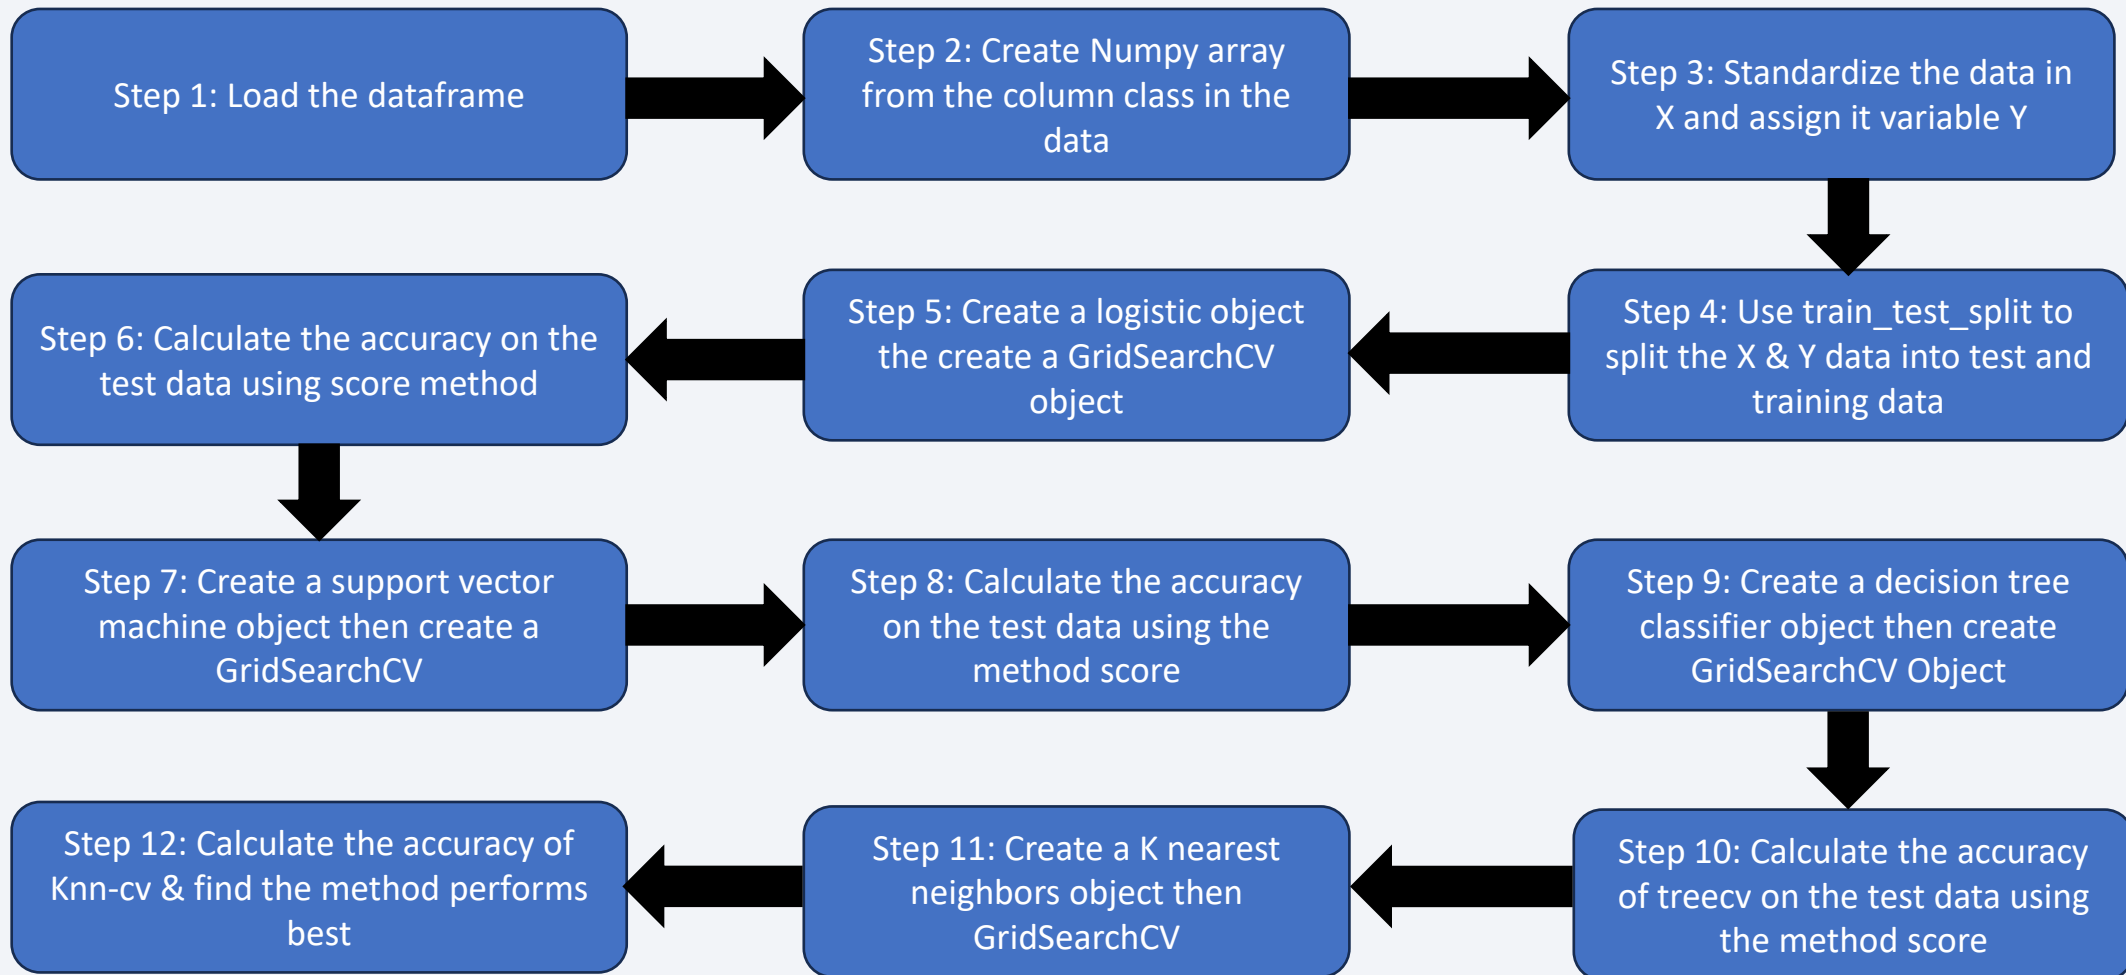 Step 1: Load the dataframe
Step 2: Create Numpy array
from the column class in the
data
Step 3: Standardize the data in
X and assign it variable Y
Step 4: Use train_test_split to
split the X & Y data into test and
training data
Step 5: Create a logistic object
the create a GridSearchCV
object
Step 6: Calculate the accuracy on the
test data using score method
Step 7: Create a support vector
machine object then create a
GridSearchCV
Step 8: Calculate the accuracy
on the test data using the
method score
Step 9: Create a decision tree
classifier object then create
GridSearchCV Object
Step 10: Calculate the accuracy
of treecv on the test data using
the method score
Step 11: Create a K nearest
neighbors object then
GridSearchCV
Step 12: Calculate the accuracy of
Knn-cv & find the method performs
best